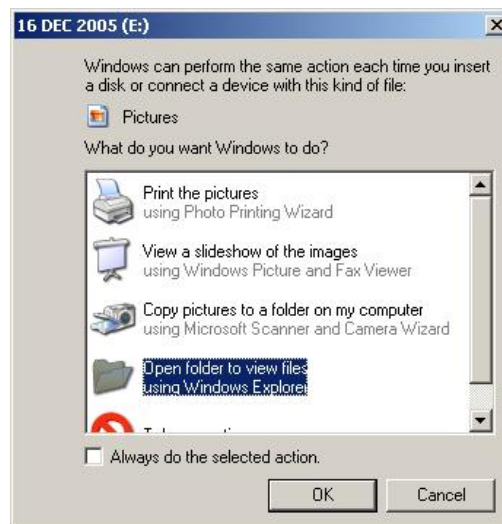 16 DEC 2005 (E:)
Windows can perform the same action each time you insert
a disk or connect a device with this kind of file:
Pictures
What do you want Windows to do?
Print the pictures
using Photo Printing Wizard
View a slideshow of the images
using Windows Picture and Fax Viewer
Copy pictures to a folder on my computer
using Microsoft Scanner and Camera Wizard
Open folder to view files
using Windows Explorer
Always do the selected action.
OK
Cancel